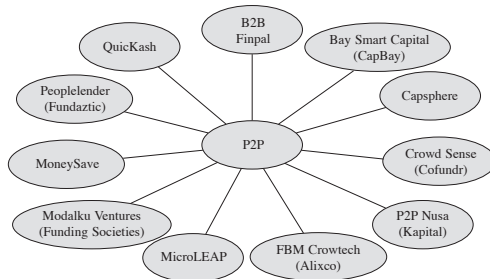 B2B
Finpal
QuicKash
Bay Smart Capital
(CapBay)
Peoplelender
(Fundaztic)
Capsphere
P2P
MoneySave
Crowd Sense
(Cofundr)
Modalku Ventures
(Funding Societies)
P2P Nusa
(Kapital)
MicroLEAP
FBM Crowtech
(Alixco)